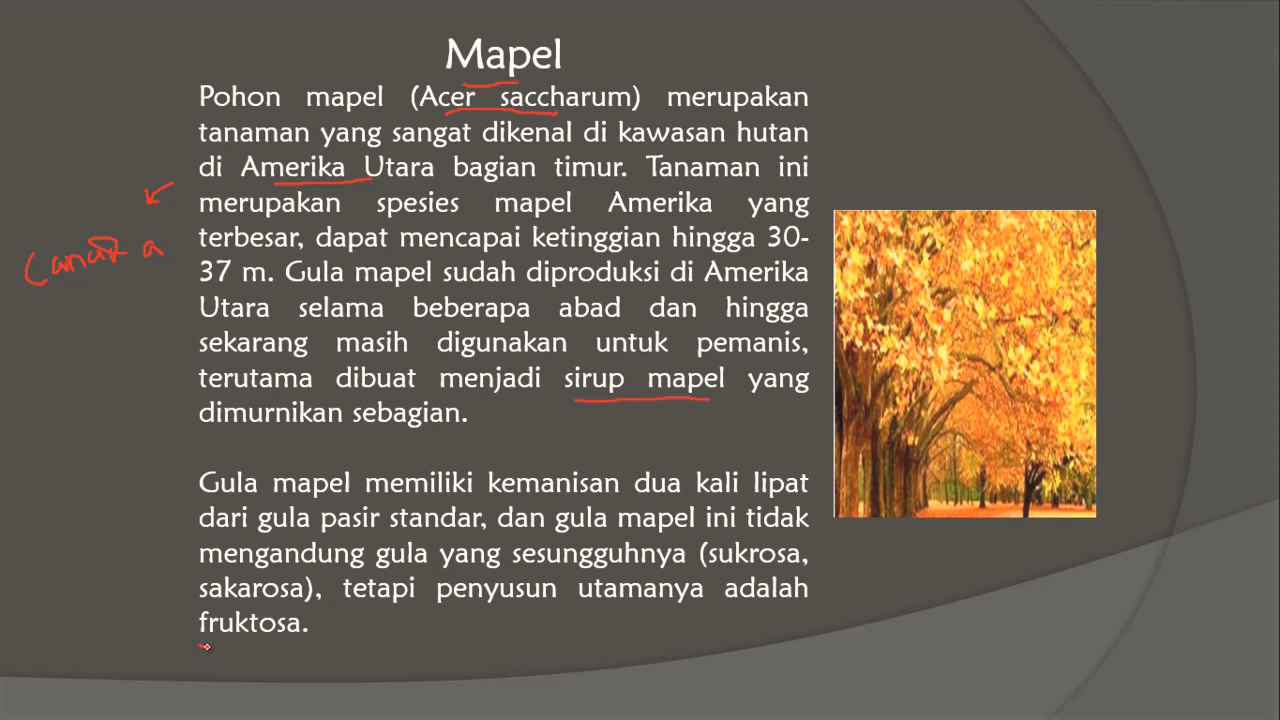 Mapel
Pohon mapel (Acer saccharum) merupakan
tanaman yang sangat dikenal di kawasan hutan
di Amerika Utara bagian timur. Tanaman ini
merupakan spesies mapel Amerika yang
terbesar, dapat mencapai ketinggian hingga 30-
37 m. Gula mapel sudah diproduksi di Amerika
Utara selama beberapa abad dan hingga
sekarang masih digunakan untuk pemanis,
terutama dibuat menjadi sirup mapel yang
dimurnikan sebagian.
Canada
Gula mapel memiliki kemanisan dua kali lipat
dari gula pasir standar, dan gula mapel ini tidak
mengandung gula yang sesungguhnya (sukrosa,
sakarosa), tetapi penyusun utamanya adalah
fruktosa.